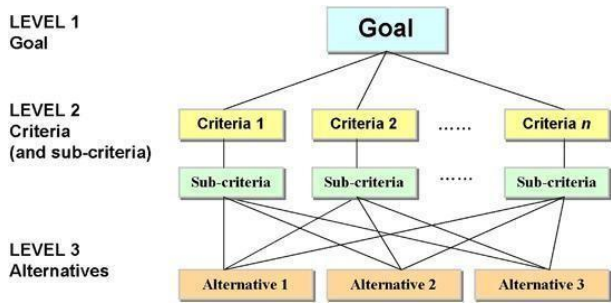 LEVEL 1
Goal
Goal
LEVEL 2
Criteria
(and sub-criteria)
Criteria 1
Criteria 2
......
Criteria n
Sub-criteria
Sub-criteria
......
Sub-criteria
LEVEL 3
Alternatives
Alternative 1
Alternative 2
Alternative 3